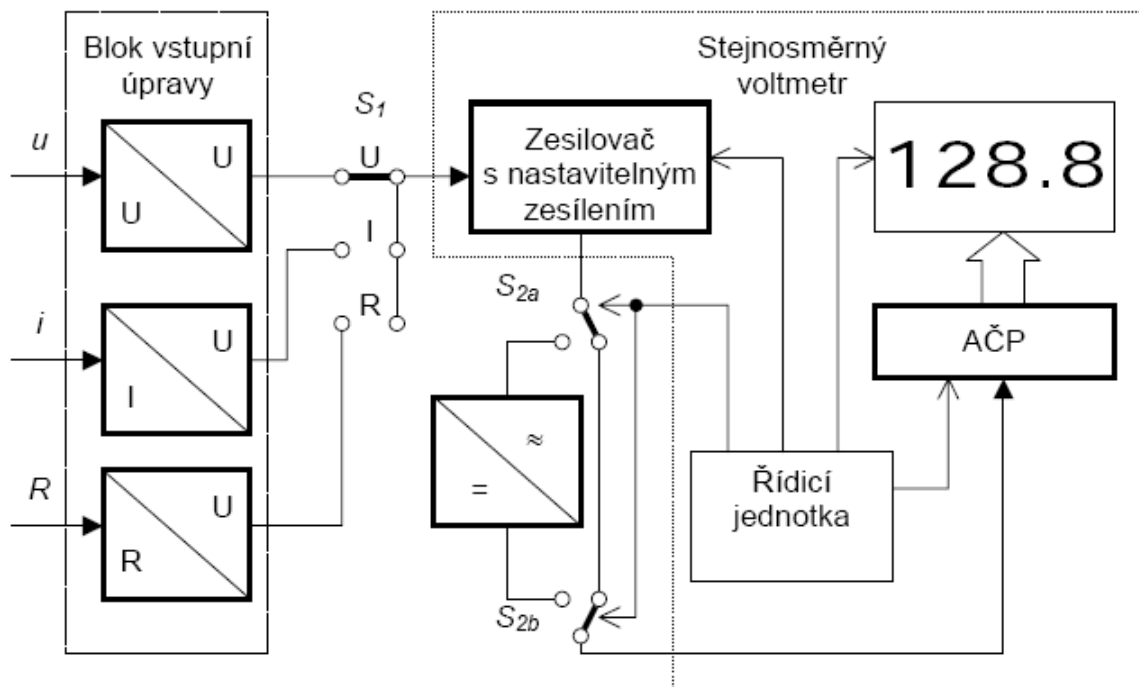 Blok vstupní
úpravy
Stejnosměrný
voltmetr
S1
u
U
U
U
Zesilovač
s nastavitelným
zesílením
128.8
I
S2a
R
i
U
I
AČP
≈
=
R
U
R
Řídicí
jednotka
S2b